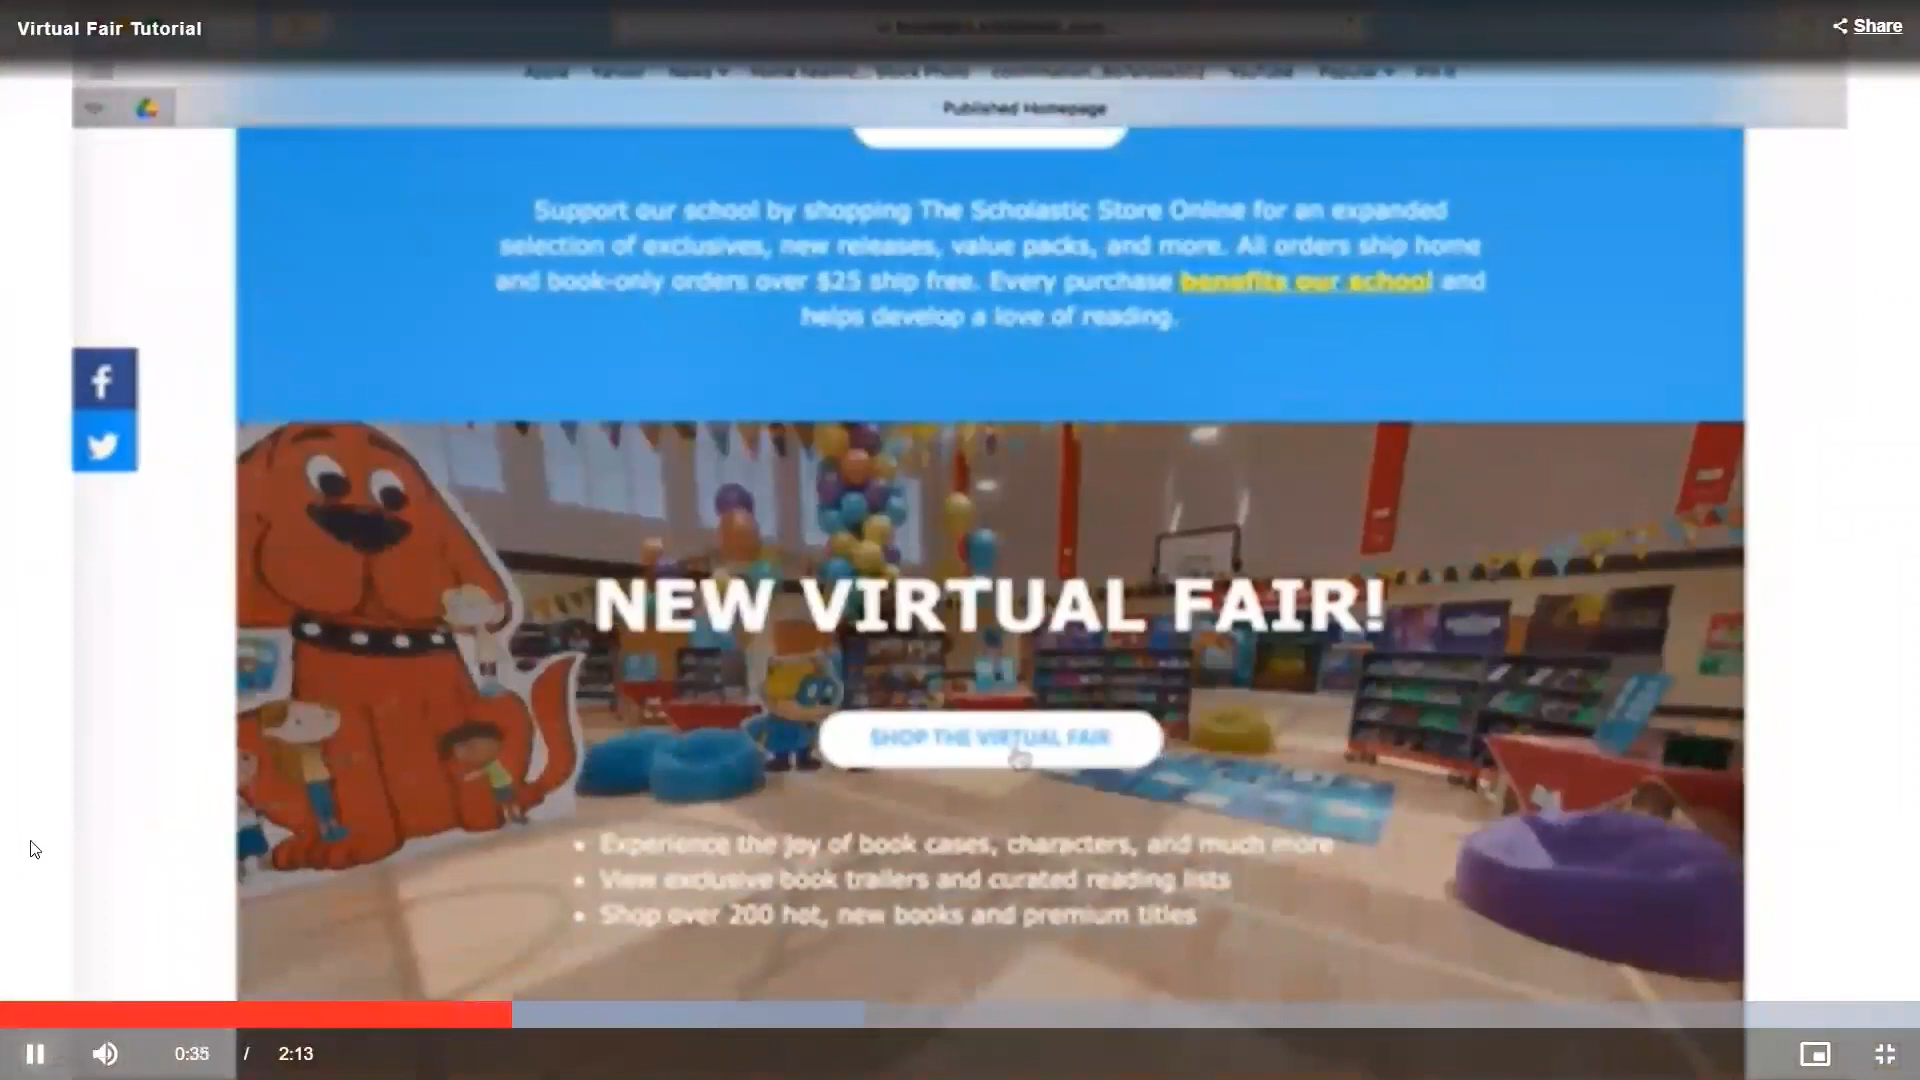 Virtual Fair Tutorial
Share
Published Homepage
Support our school by shopping The Scholastic Store Online for an expanded
selection of exclusives, new releases, value packs, and more. All orders ship home
and book-only orders over $25 ship free. Every purchase benefits our school and
helps develop a love of reading.
NEW VIRTUAL FAIR!
SHOP THE VIRTUAL FAIR
• Experience the joy of book cases, characters, and much more
• View exclusive book trailers and curated reading lists
• Shop over 200 hot, new books and premium titles
0:35 / 2:13